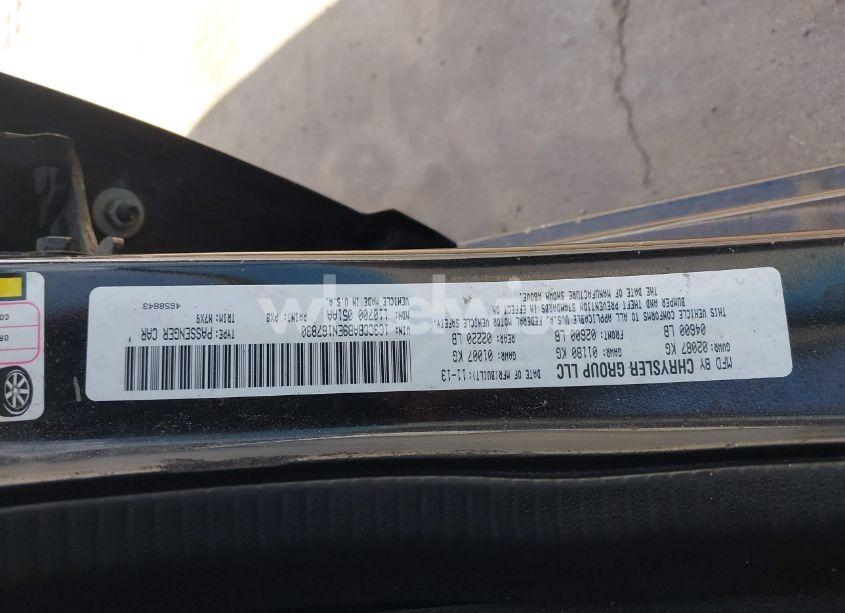 MFD BY CHRYSLER GROUP LLC DATE OF MFR(BUILT): 11-13
GVWR: 02087 KG GAWR: 01180 KG GAWR: 01007 KG
04600 LB FRONT: 02600 LB REAR: 02220 LB
THIS VEHICLE CONFORMS TO ALL APPLICABLE U.S.A. FEDERAL MOTOR VEHICLE SAFETY,
BUMPER AND THEFT PREVENTION STANDARDS IN EFFECT ON
THE DATE OF MANUFACTURE SHOWN ABOVE.
VIN: 1C3CCBAB9EN167830 TYPE: PASSENGER CAR
MDH: 110700 051AA PAINT: PX8 TRIM: M7X9
VEHICLE MADE IN U.S.A. 4658843